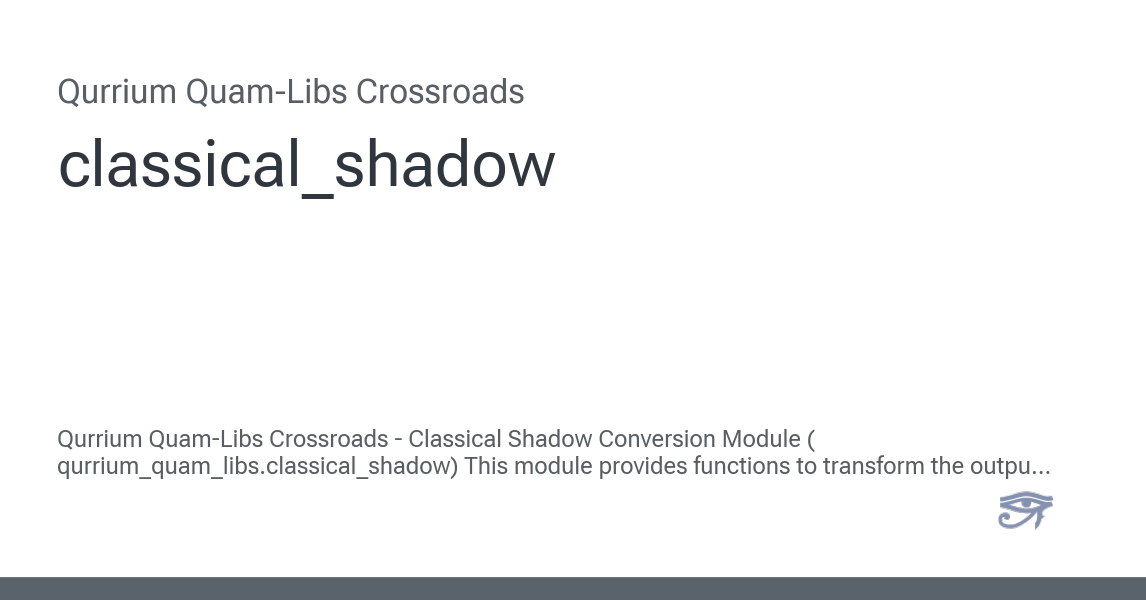 Qurrium Quam-Libs Crossroads
classical_shadow
Qurrium Quam-Libs Crossroads - Classical Shadow Conversion Module (
qurrium_quam_libs.classical_shadow) This module provides functions to transform the outpu...